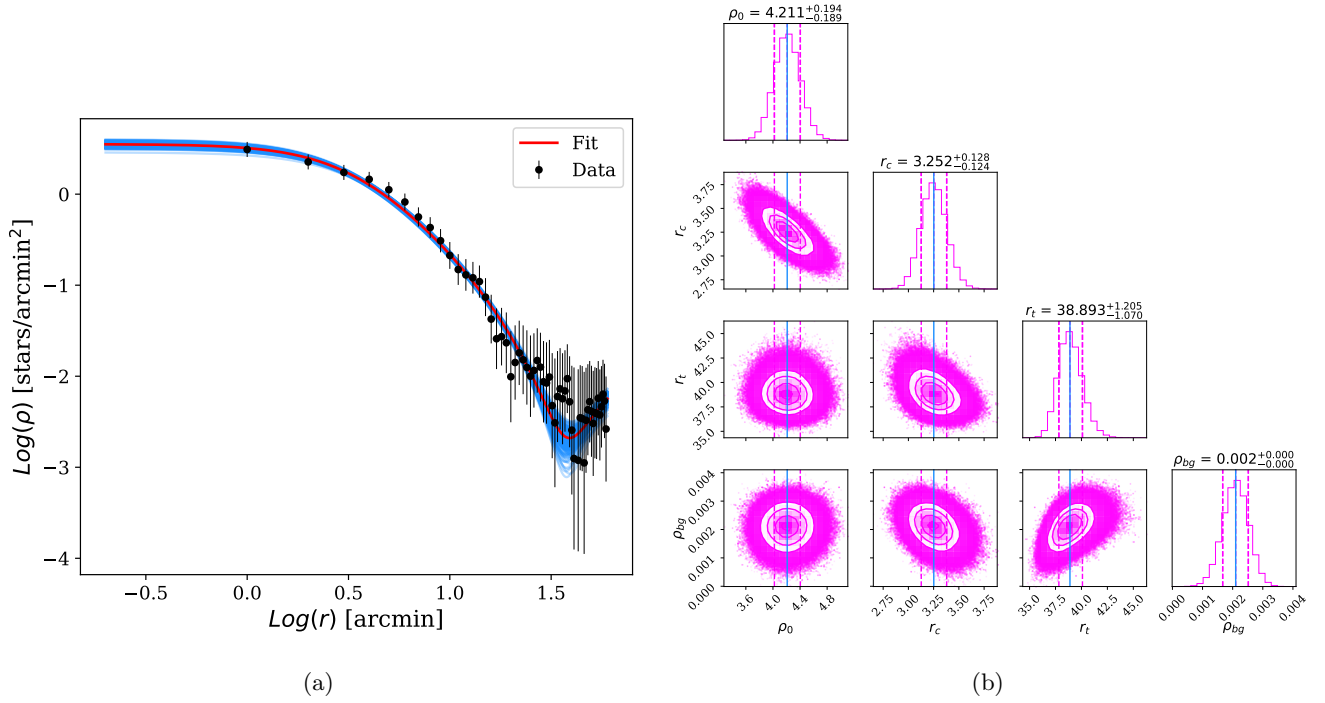 Fit
Data
Log(ρ) [stars/arcmin²]
0
−1
−2
−3
−4
−0.5 0.0 0.5 1.0 1.5
Log(r) [arcmin]
(a)
ρ₀ = 4.211⁺⁰·¹⁹⁴₋₀.₁₈₉
r_c = 3.252⁺⁰·¹²⁸₋₀.₁₂₄
r_c
3.75
3.50
3.25
3.00
2.75
r_t = 38.893⁺¹·²⁰⁵₋₁.₀₇₀
r_t
45.0
42.5
40.0
37.5
35.0
ρ_bg = 0.002⁺⁰·⁰⁰⁰₋₀.₀₀₀
ρ_bg
0.004
0.003
0.002
0.001
0.000
3.6 4.0 4.4 4.8
ρ₀
2.75 3.00 3.25 3.50 3.75
r_c
35.0 37.5 40.0 42.5 45.0
r_t
0.000 0.001 0.002 0.003 0.004
ρ_bg
(b)